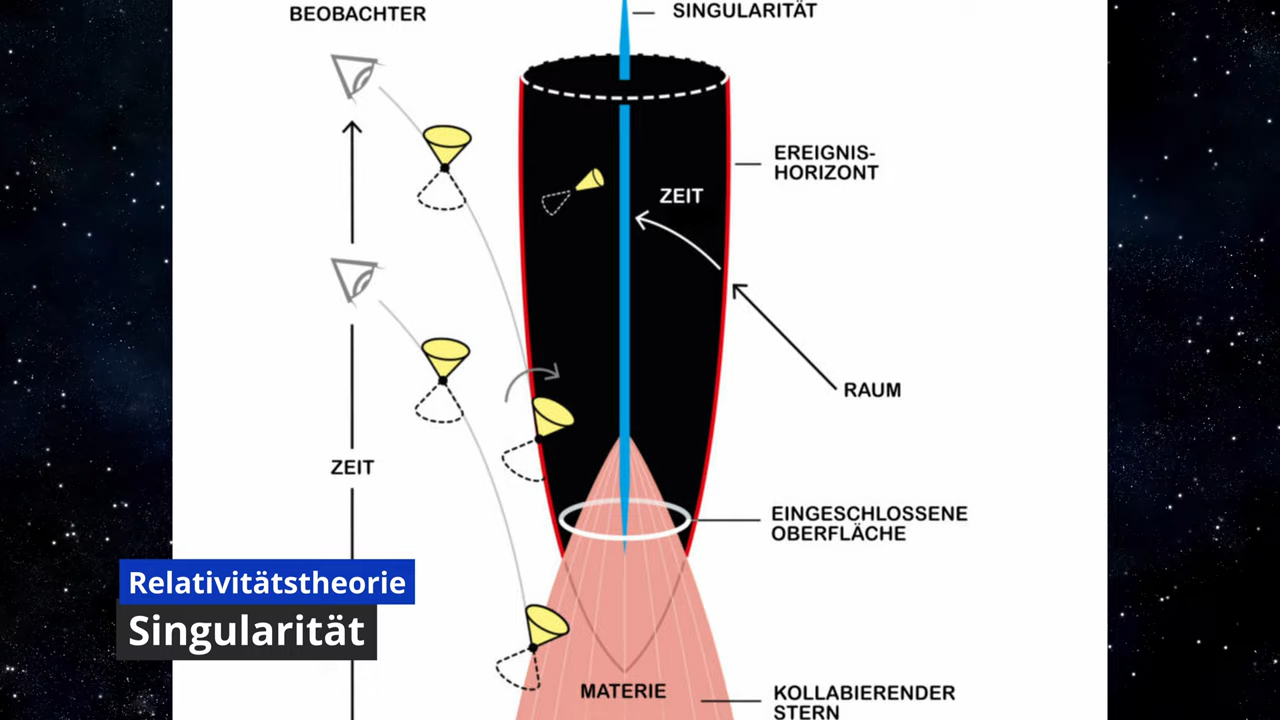 BEOBACHTER
SINGULARITÄT
EREIGNIS-
HORIZONT
ZEIT
RAUM
ZEIT
EINGESCHLOSSENE
OBERFLÄCHE
Relativitätstheorie
Singularität
MATERIE
KOLLABIERENDER
STERN